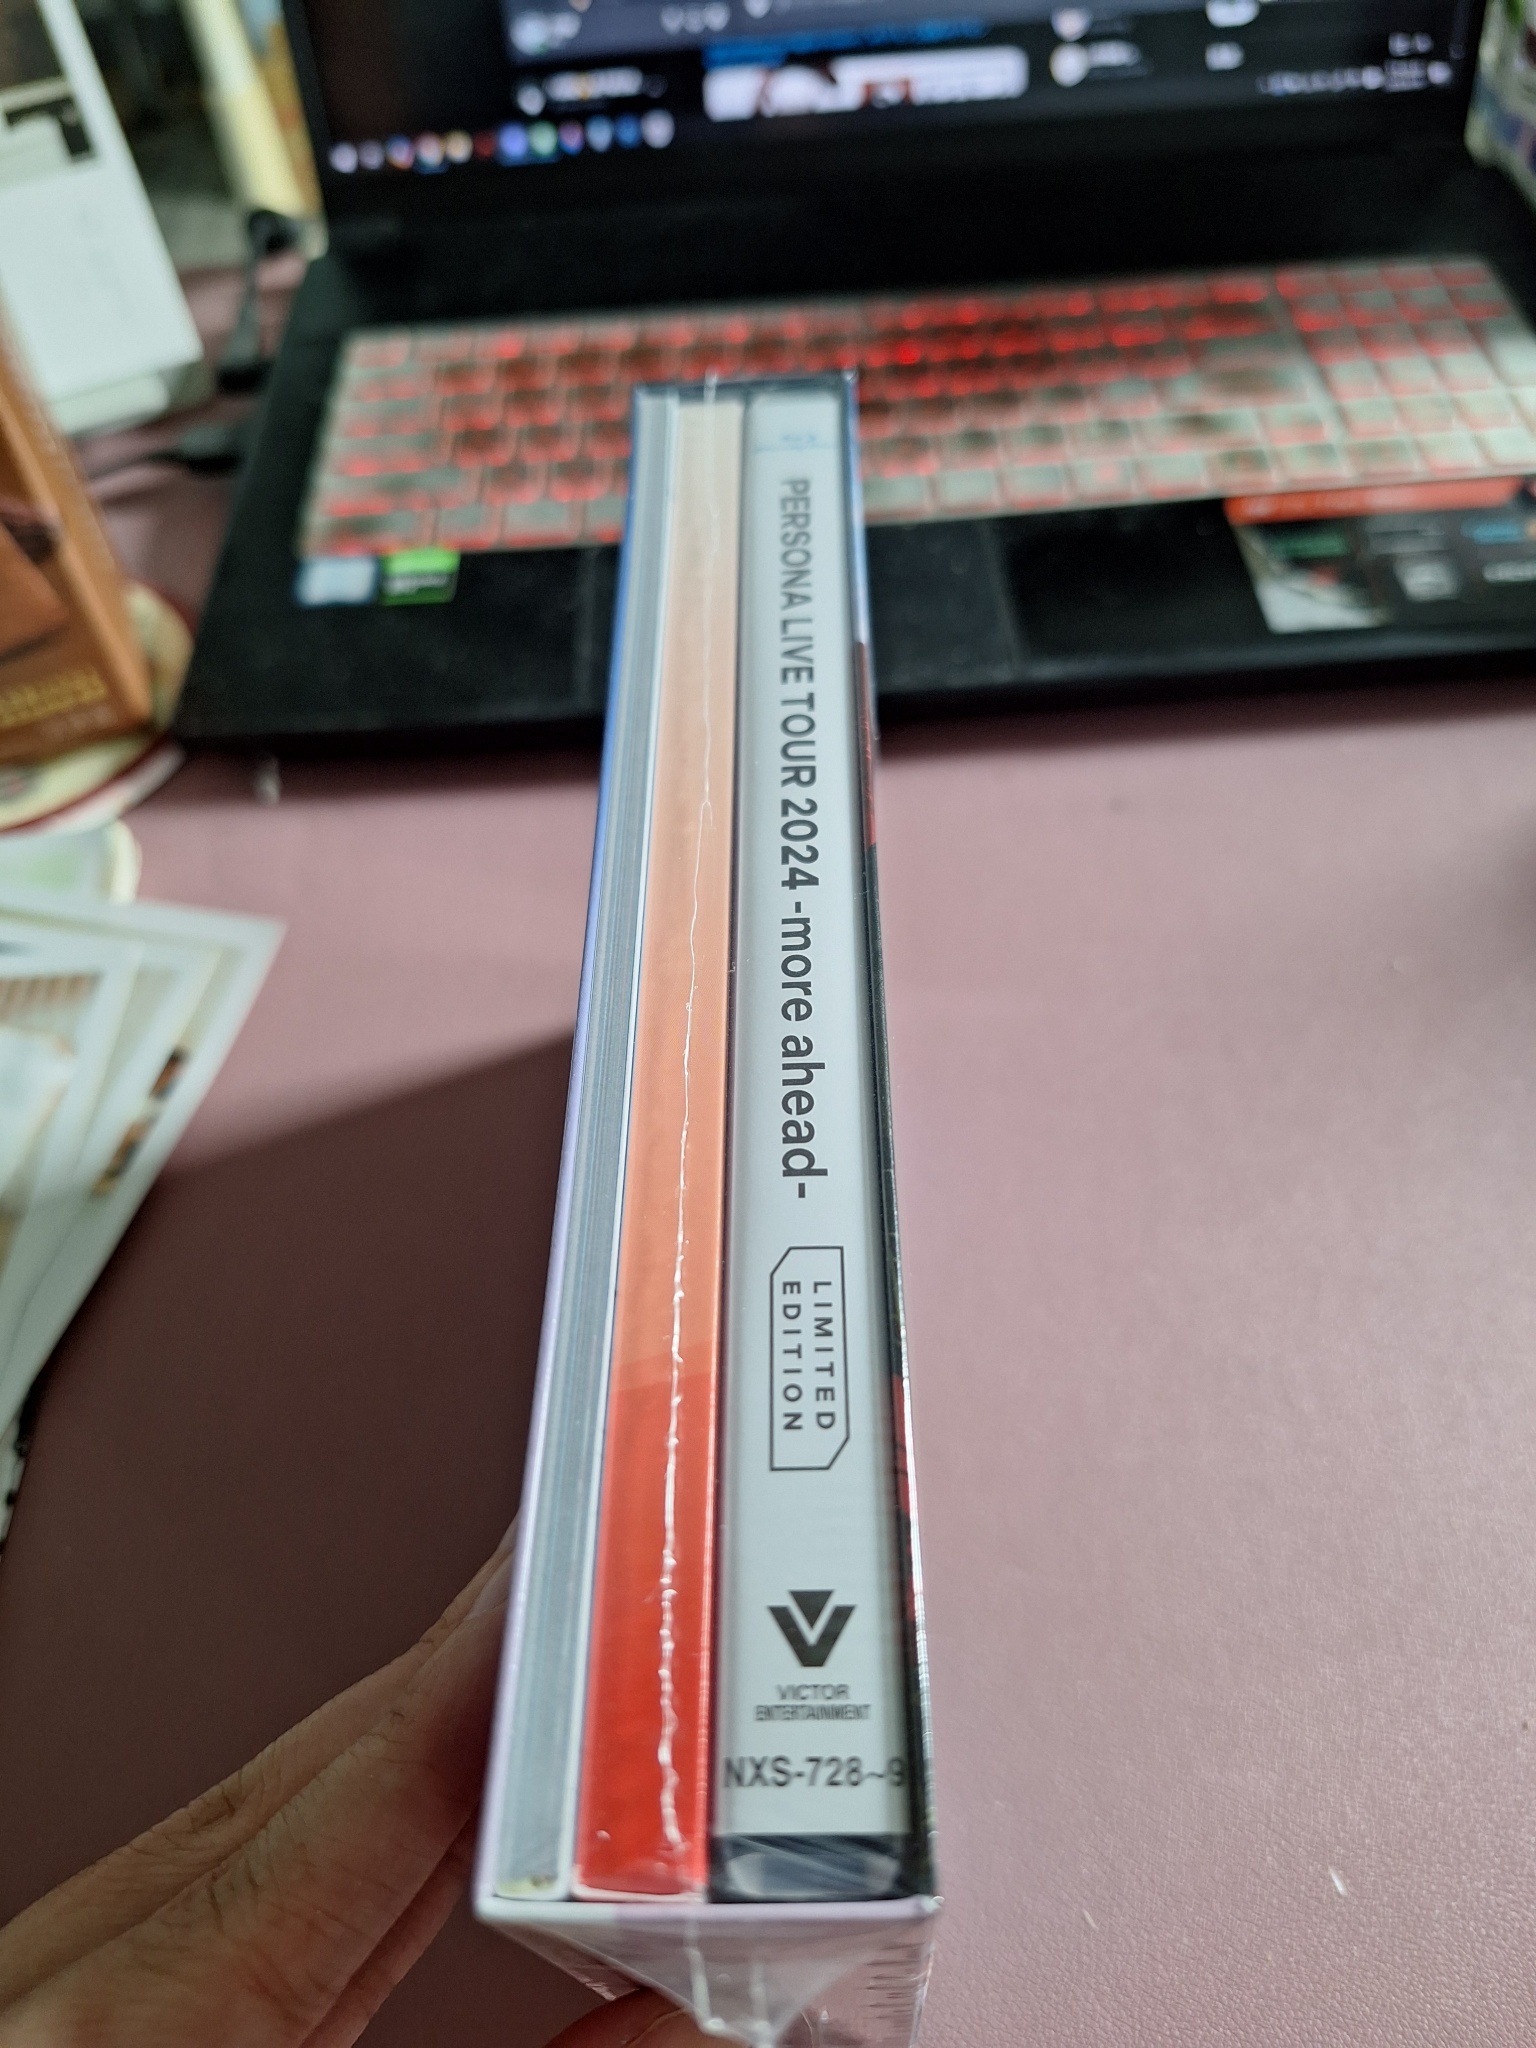 PERSONA LIVE TOUR 2024 -more ahead-
LIMITED
EDITION
VICTOR
ENTERTAINMENT
NXS-728~9